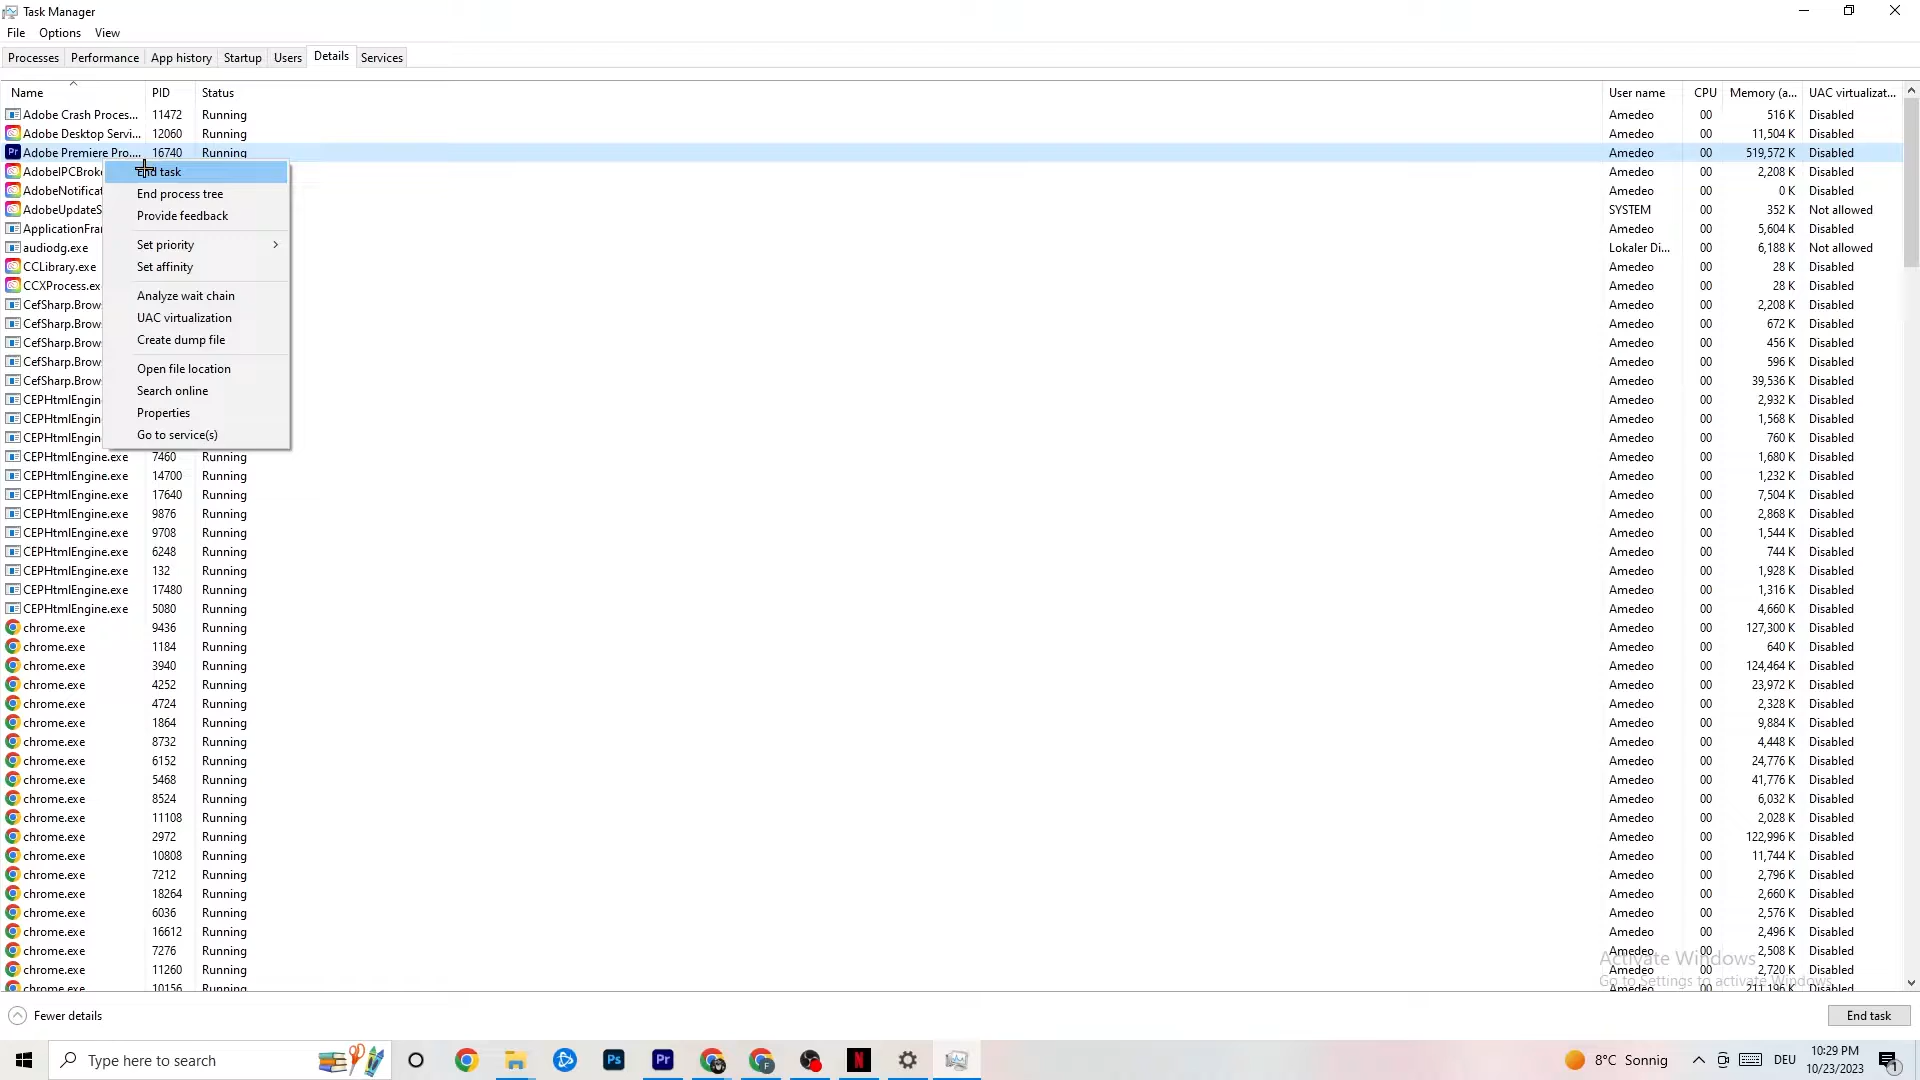 Task Manager
File Options View
Processes Performance App history Startup Users Details Services
Name PID Status User name CPU Memory (a... UAC virtualizat...
Adobe Crash Proces... 11472 Running Amedeo 00 516 K Disabled
Adobe Desktop Servi... 12060 Running Amedeo 00 11,504 K Disabled
Adobe Premiere Pro.... 16740 Running Amedeo 00 519,572 K Disabled
AdobeIPCBrok End task Amedeo 00 2,208 K Disabled
AdobeNotificat End process tree Amedeo 00 0 K Disabled
AdobeUpdateS Provide feedback SYSTEM 00 352 K Not allowed
ApplicationFra Amedeo 00 5,604 K Disabled
audiodg.exe Set priority Lokaler Di... 00 6,188 K Not allowed
CCLibrary.exe Set affinity Amedeo 00 28 K Disabled
CCXProcess.ex Analyze wait chain Amedeo 00 28 K Disabled
CefSharp.Brow UAC virtualization Amedeo 00 2,208 K Disabled
CefSharp.Brow Create dump file Amedeo 00 672 K Disabled
CefSharp.Brow Amedeo 00 456 K Disabled
CefSharp.Brow Open file location Amedeo 00 596 K Disabled
CefSharp.Brow Search online Amedeo 00 39,536 K Disabled
CEPHtmlEngin Properties Amedeo 00 2,932 K Disabled
CEPHtmlEngin Go to service(s) Amedeo 00 1,568 K Disabled
CEPHtmlEngin Amedeo 00 760 K Disabled
CEPHtmlEngine.exe 7460 Running Amedeo 00 1,680 K Disabled
CEPHtmlEngine.exe 14700 Running Amedeo 00 1,232 K Disabled
CEPHtmlEngine.exe 17640 Running Amedeo 00 7,504 K Disabled
CEPHtmlEngine.exe 9876 Running Amedeo 00 2,868 K Disabled
CEPHtmlEngine.exe 9708 Running Amedeo 00 1,544 K Disabled
CEPHtmlEngine.exe 6248 Running Amedeo 00 744 K Disabled
CEPHtmlEngine.exe 132 Running Amedeo 00 1,928 K Disabled
CEPHtmlEngine.exe 17480 Running Amedeo 00 1,316 K Disabled
CEPHtmlEngine.exe 5080 Running Amedeo 00 4,660 K Disabled
chrome.exe 9436 Running Amedeo 00 127,300 K Disabled
chrome.exe 1184 Running Amedeo 00 640 K Disabled
chrome.exe 3940 Running Amedeo 00 124,464 K Disabled
chrome.exe 4252 Running Amedeo 00 23,972 K Disabled
chrome.exe 4724 Running Amedeo 00 2,328 K Disabled
chrome.exe 1864 Running Amedeo 00 9,884 K Disabled
chrome.exe 8732 Running Amedeo 00 4,448 K Disabled
chrome.exe 6152 Running Amedeo 00 24,776 K Disabled
chrome.exe 5468 Running Amedeo 00 41,776 K Disabled
chrome.exe 8524 Running Amedeo 00 6,032 K Disabled
chrome.exe 11108 Running Amedeo 00 2,028 K Disabled
chrome.exe 2972 Running Amedeo 00 122,996 K Disabled
chrome.exe 10808 Running Amedeo 00 11,744 K Disabled
chrome.exe 7212 Running Amedeo 00 2,796 K Disabled
chrome.exe 18264 Running Amedeo 00 2,660 K Disabled
chrome.exe 6036 Running Amedeo 00 2,576 K Disabled
chrome.exe 16612 Running Amedeo 00 2,496 K Disabled
chrome.exe 7276 Running Amedeo 00 2,508 K Disabled
Activate Windows
chrome.exe 11260 Running Amedeo 00 2,720 K Disabled
Go to Settings to activate Windows.
chrome.exe 10156 Running Amedeo 00 211,196 K Disabled
Fewer details End task
Type here to search Ps Pr F N 8°C Sonnig DEU 10:29 PM
10/23/2023 1